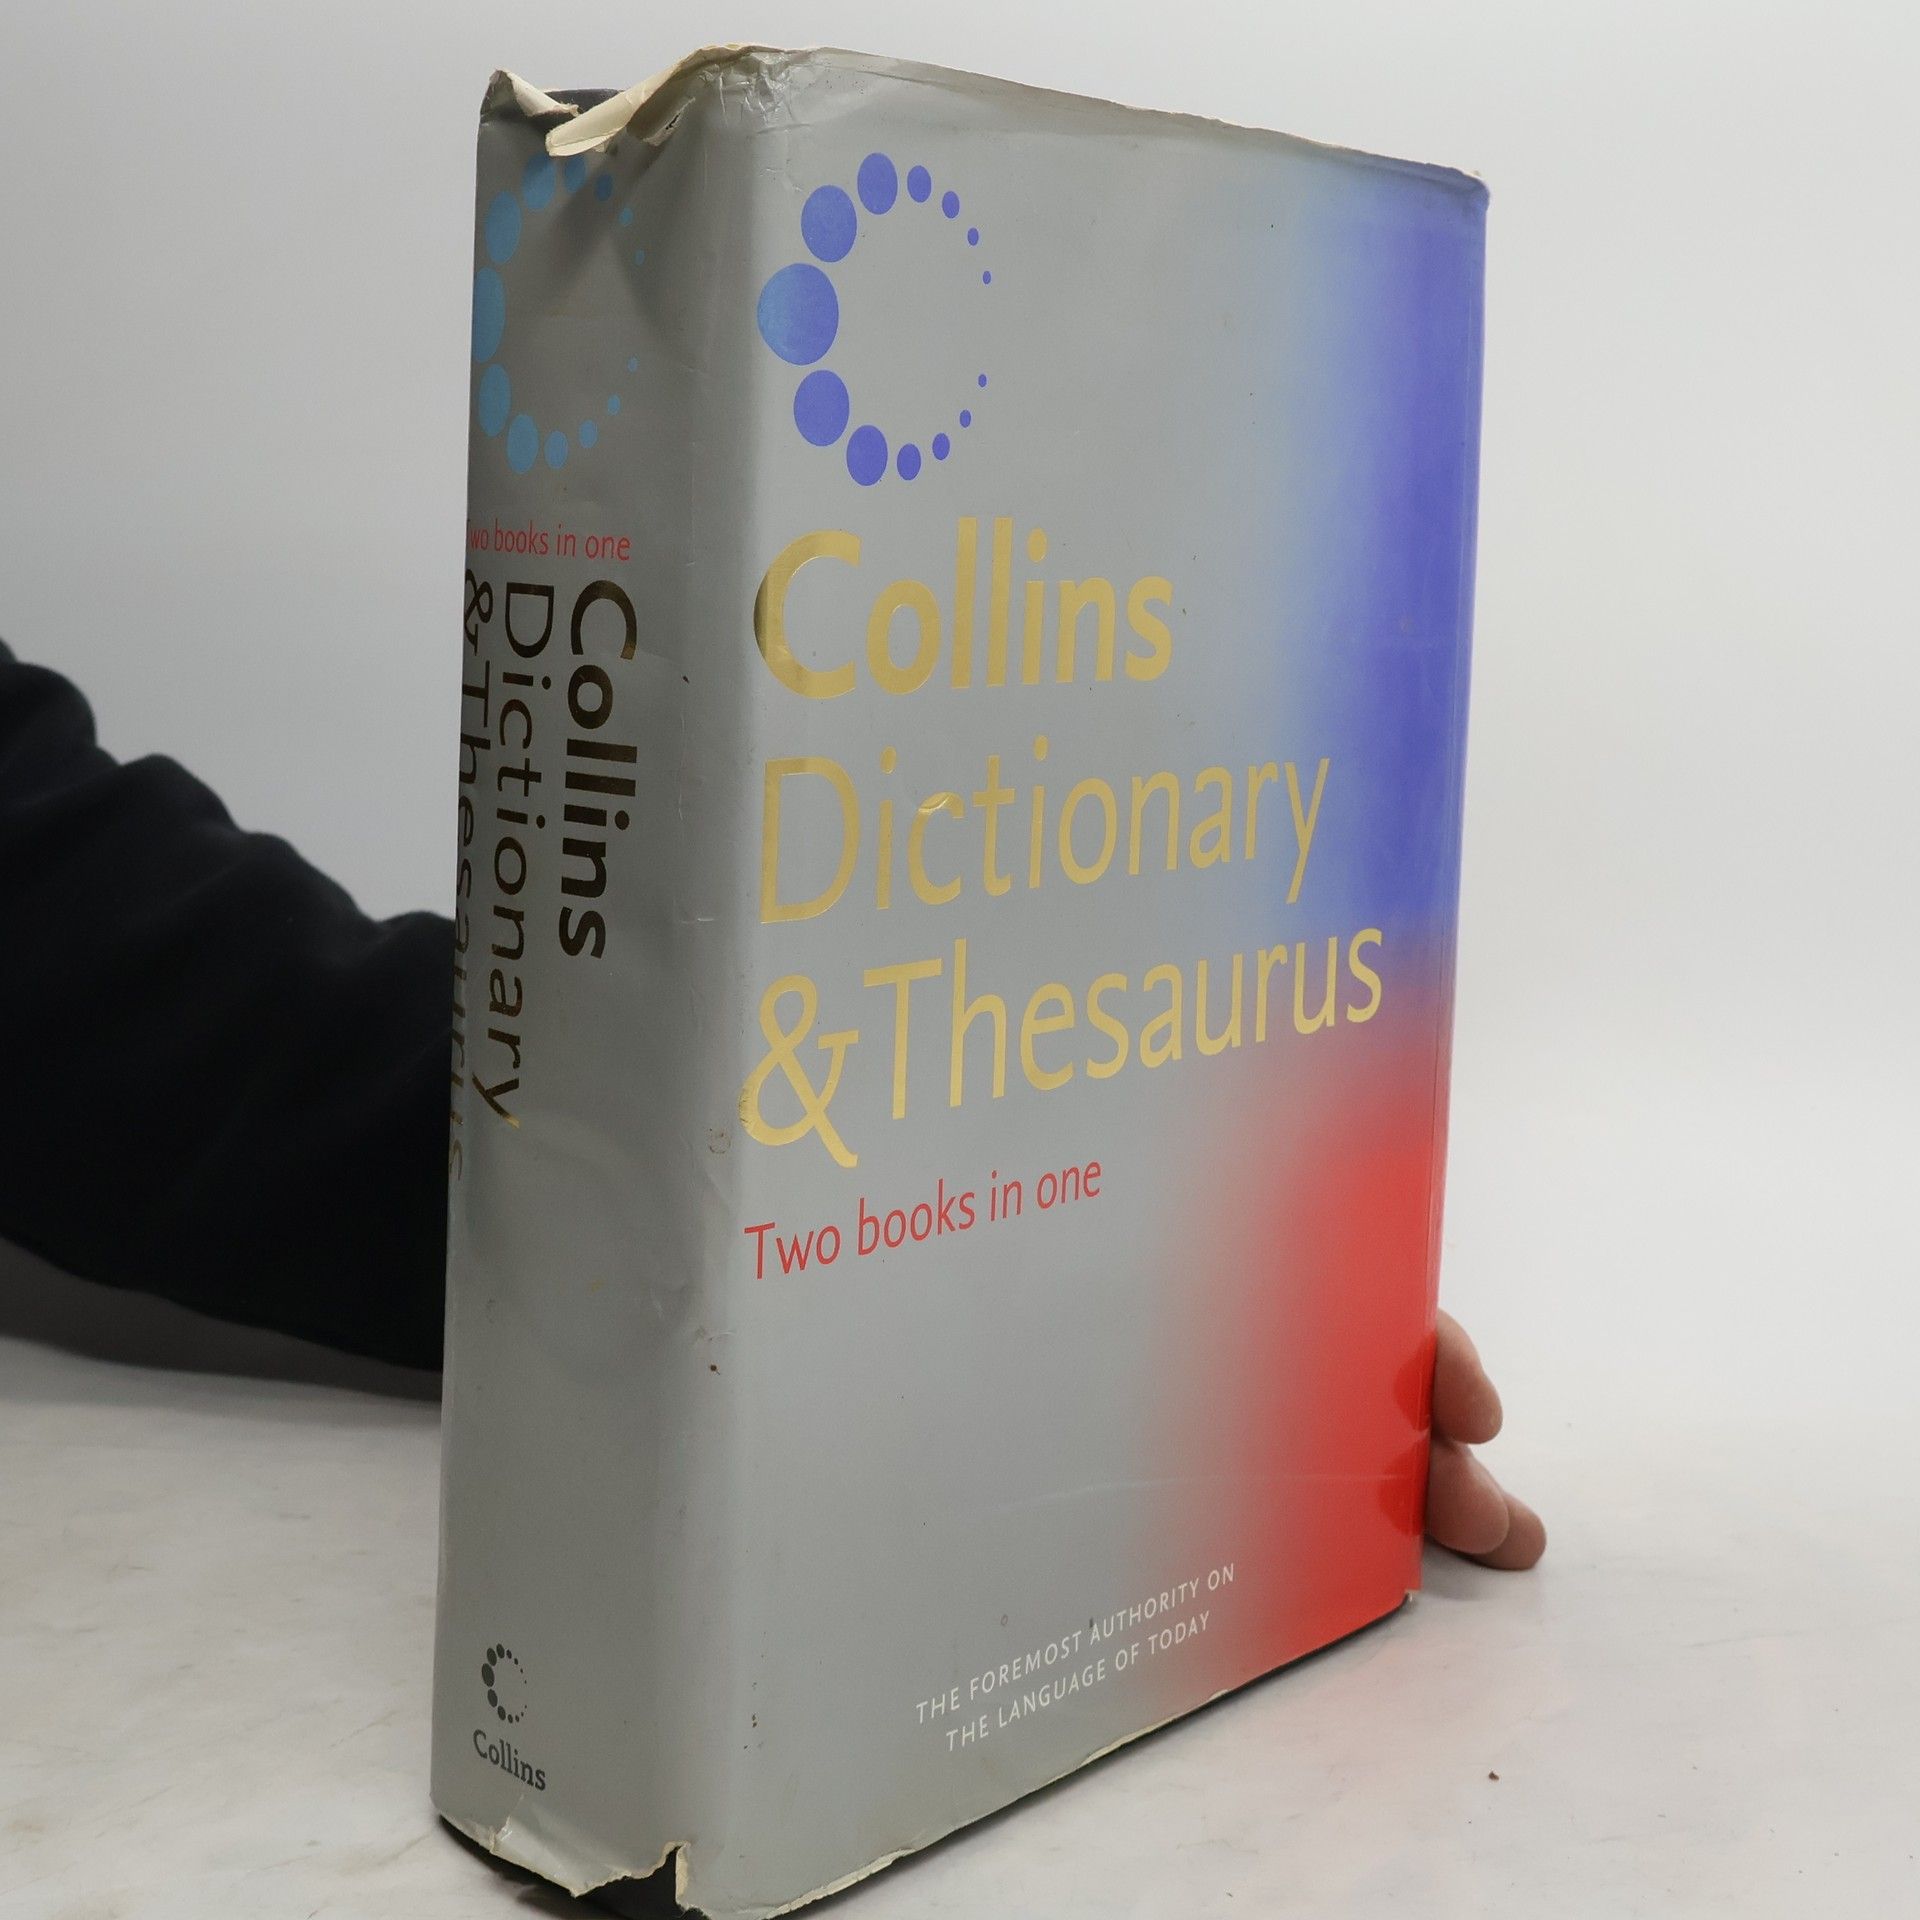 Two books in one
Collins
Dictionary
& Thesaurus
Collins
Collins
Dictionary
& Thesaurus
Two books in one
THE FOREMOST AUTHORITY ON
THE LANGUAGE OF TODAY